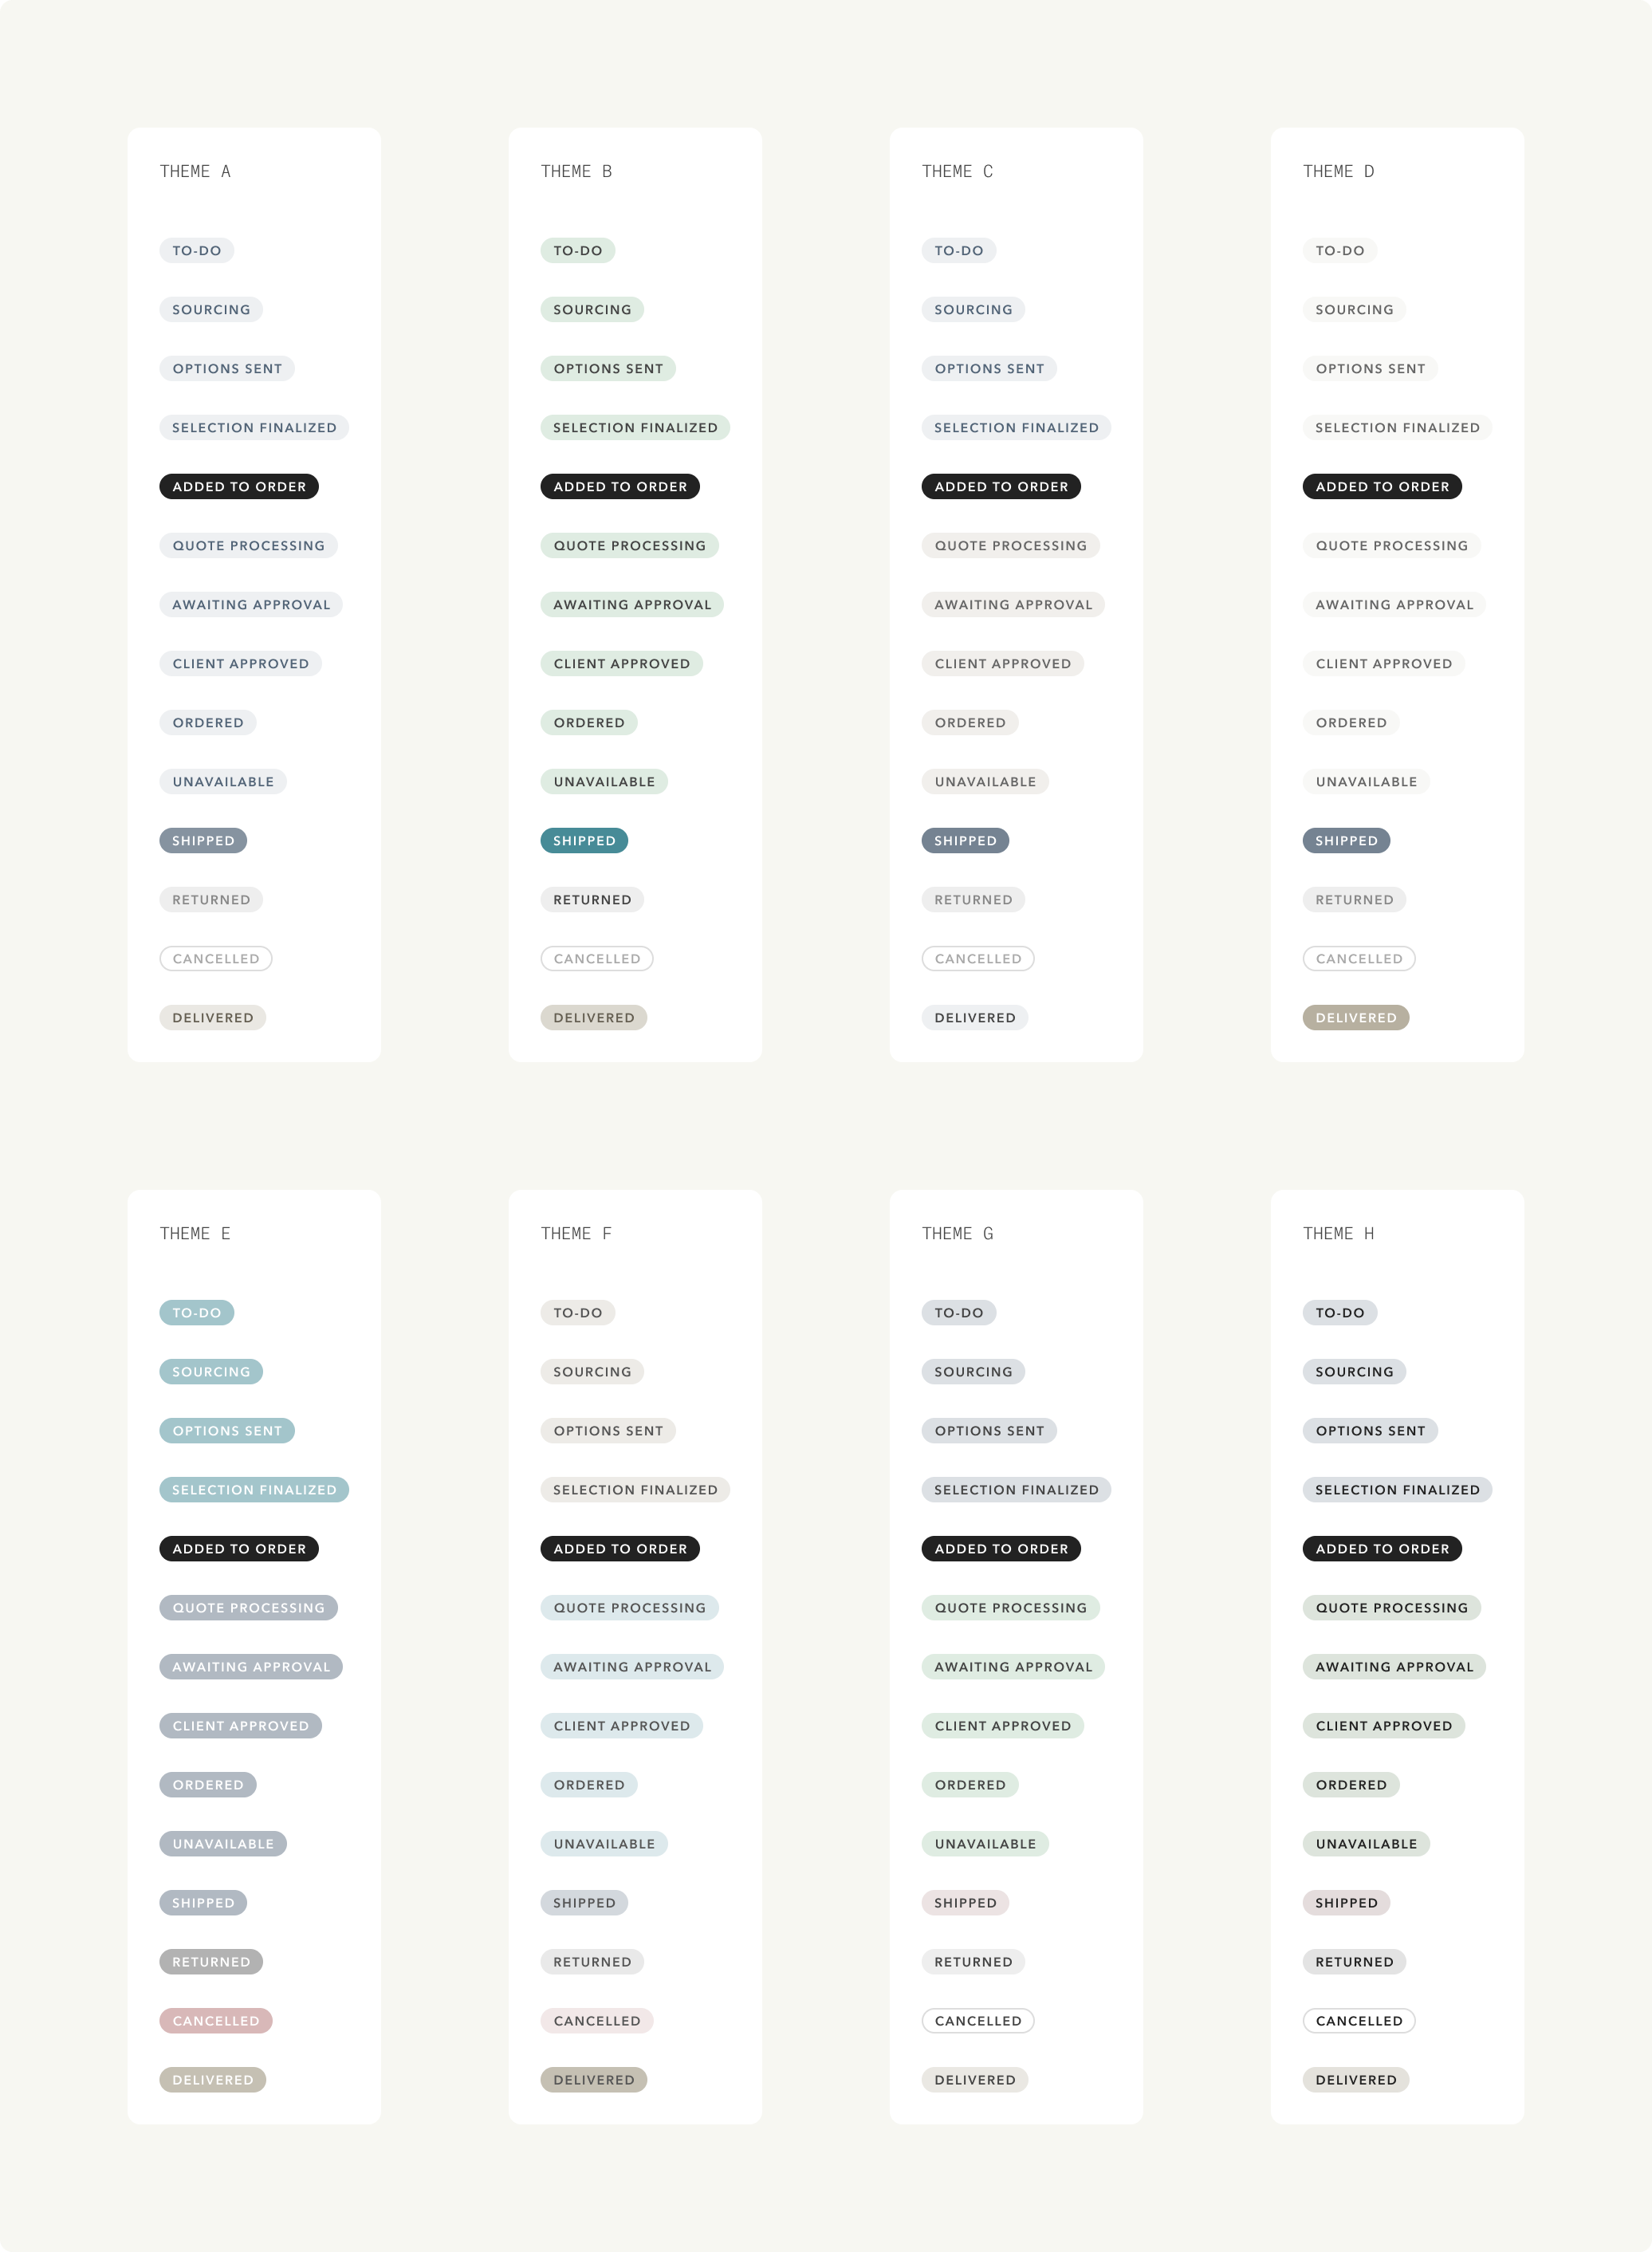 THEME A
TO-DO
SOURCING
OPTIONS SENT
SELECTION FINALIZED
ADDED TO ORDER
QUOTE PROCESSING
AWAITING APPROVAL
CLIENT APPROVED
ORDERED
UNAVAILABLE
SHIPPED
RETURNED
CANCELLED
DELIVERED
THEME B
TO-DO
SOURCING
OPTIONS SENT
SELECTION FINALIZED
ADDED TO ORDER
QUOTE PROCESSING
AWAITING APPROVAL
CLIENT APPROVED
ORDERED
UNAVAILABLE
SHIPPED
RETURNED
CANCELLED
DELIVERED
THEME C
TO-DO
SOURCING
OPTIONS SENT
SELECTION FINALIZED
ADDED TO ORDER
QUOTE PROCESSING
AWAITING APPROVAL
CLIENT APPROVED
ORDERED
UNAVAILABLE
SHIPPED
RETURNED
CANCELLED
DELIVERED
THEME D
TO-DO
SOURCING
OPTIONS SENT
SELECTION FINALIZED
ADDED TO ORDER
QUOTE PROCESSING
AWAITING APPROVAL
CLIENT APPROVED
ORDERED
UNAVAILABLE
SHIPPED
RETURNED
CANCELLED
DELIVERED
THEME E
TO-DO
SOURCING
OPTIONS SENT
SELECTION FINALIZED
ADDED TO ORDER
QUOTE PROCESSING
AWAITING APPROVAL
CLIENT APPROVED
ORDERED
UNAVAILABLE
SHIPPED
RETURNED
CANCELLED
DELIVERED
THEME F
TO-DO
SOURCING
OPTIONS SENT
SELECTION FINALIZED
ADDED TO ORDER
QUOTE PROCESSING
AWAITING APPROVAL
CLIENT APPROVED
ORDERED
UNAVAILABLE
SHIPPED
RETURNED
CANCELLED
DELIVERED
THEME G
TO-DO
SOURCING
OPTIONS SENT
SELECTION FINALIZED
ADDED TO ORDER
QUOTE PROCESSING
AWAITING APPROVAL
CLIENT APPROVED
ORDERED
UNAVAILABLE
SHIPPED
RETURNED
CANCELLED
DELIVERED
THEME H
TO-DO
SOURCING
OPTIONS SENT
SELECTION FINALIZED
ADDED TO ORDER
QUOTE PROCESSING
AWAITING APPROVAL
CLIENT APPROVED
ORDERED
UNAVAILABLE
SHIPPED
RETURNED
CANCELLED
DELIVERED